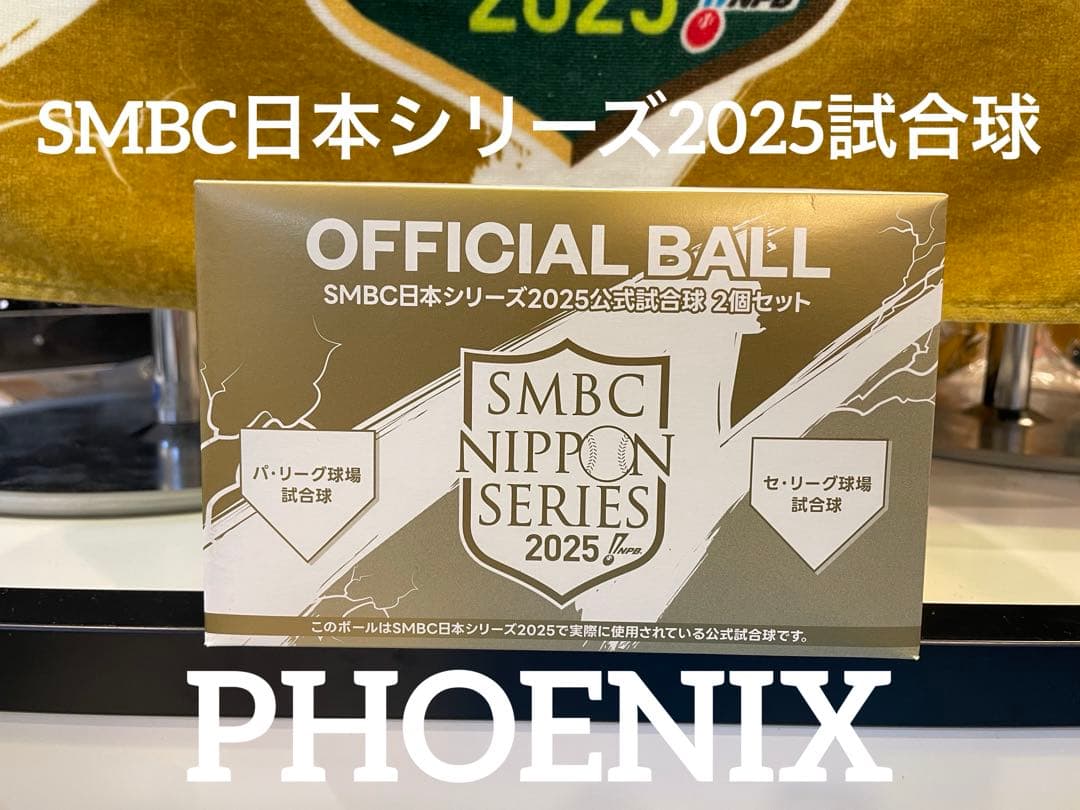 2025 NPB
SMBC日本シリーズ2025試合球
OFFICIAL BALL
SMBC日本シリーズ2025公式試合球 2個セット
SMBC
NIPPON
SERIES
2025 NPB.
パ・リーグ球場
試合球
セ・リーグ球場
試合球
このボールはSMBC日本シリーズ2025で実際に使用されている公式試合球です。
PHOENIX